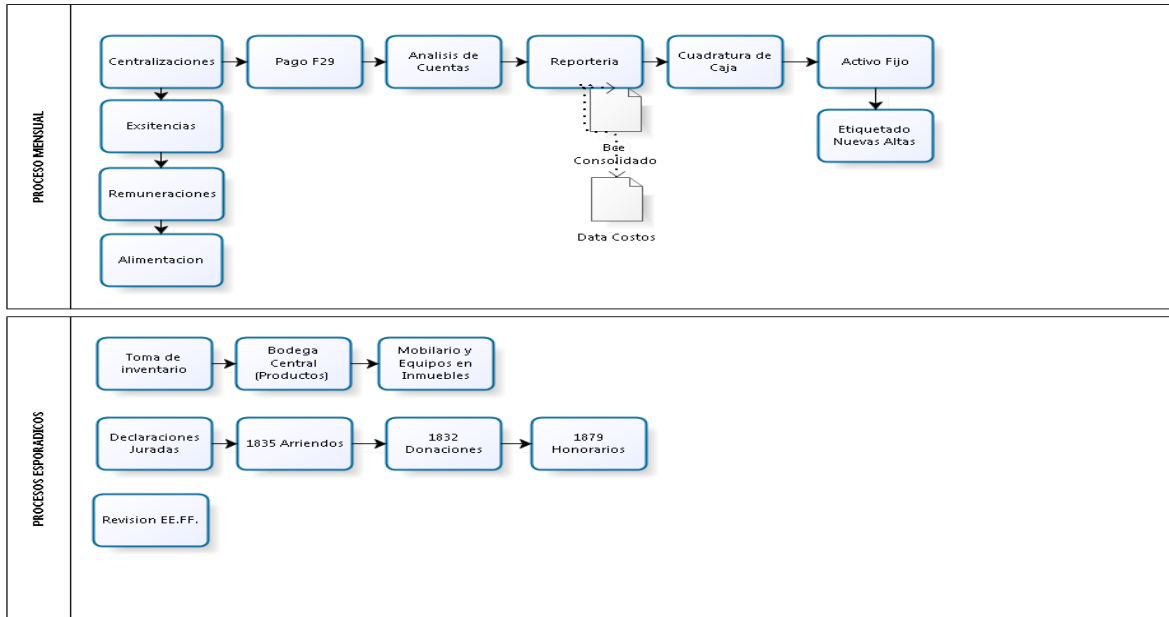 PROCESO MENSUAL
Centralizaciones
Pago F29
Analisis de
Cuentas
Reporteria
Cuadratura de
Caja
Activo Fijo
Exsitencias
Etiquetado
Nuevas Altas
Bee
Consolidado
Remuneraciones
Data Costos
Alimentacion
PROCESOS ESPORADICOS
Toma de
inventario
Bodega
Central
(Productos)
Mobilario y
Equipos en
Inmuebles
Declaraciones
Juradas
1835 Arriendos
1832
Donaciones
1879
Honorarios
Revision EE.FF.